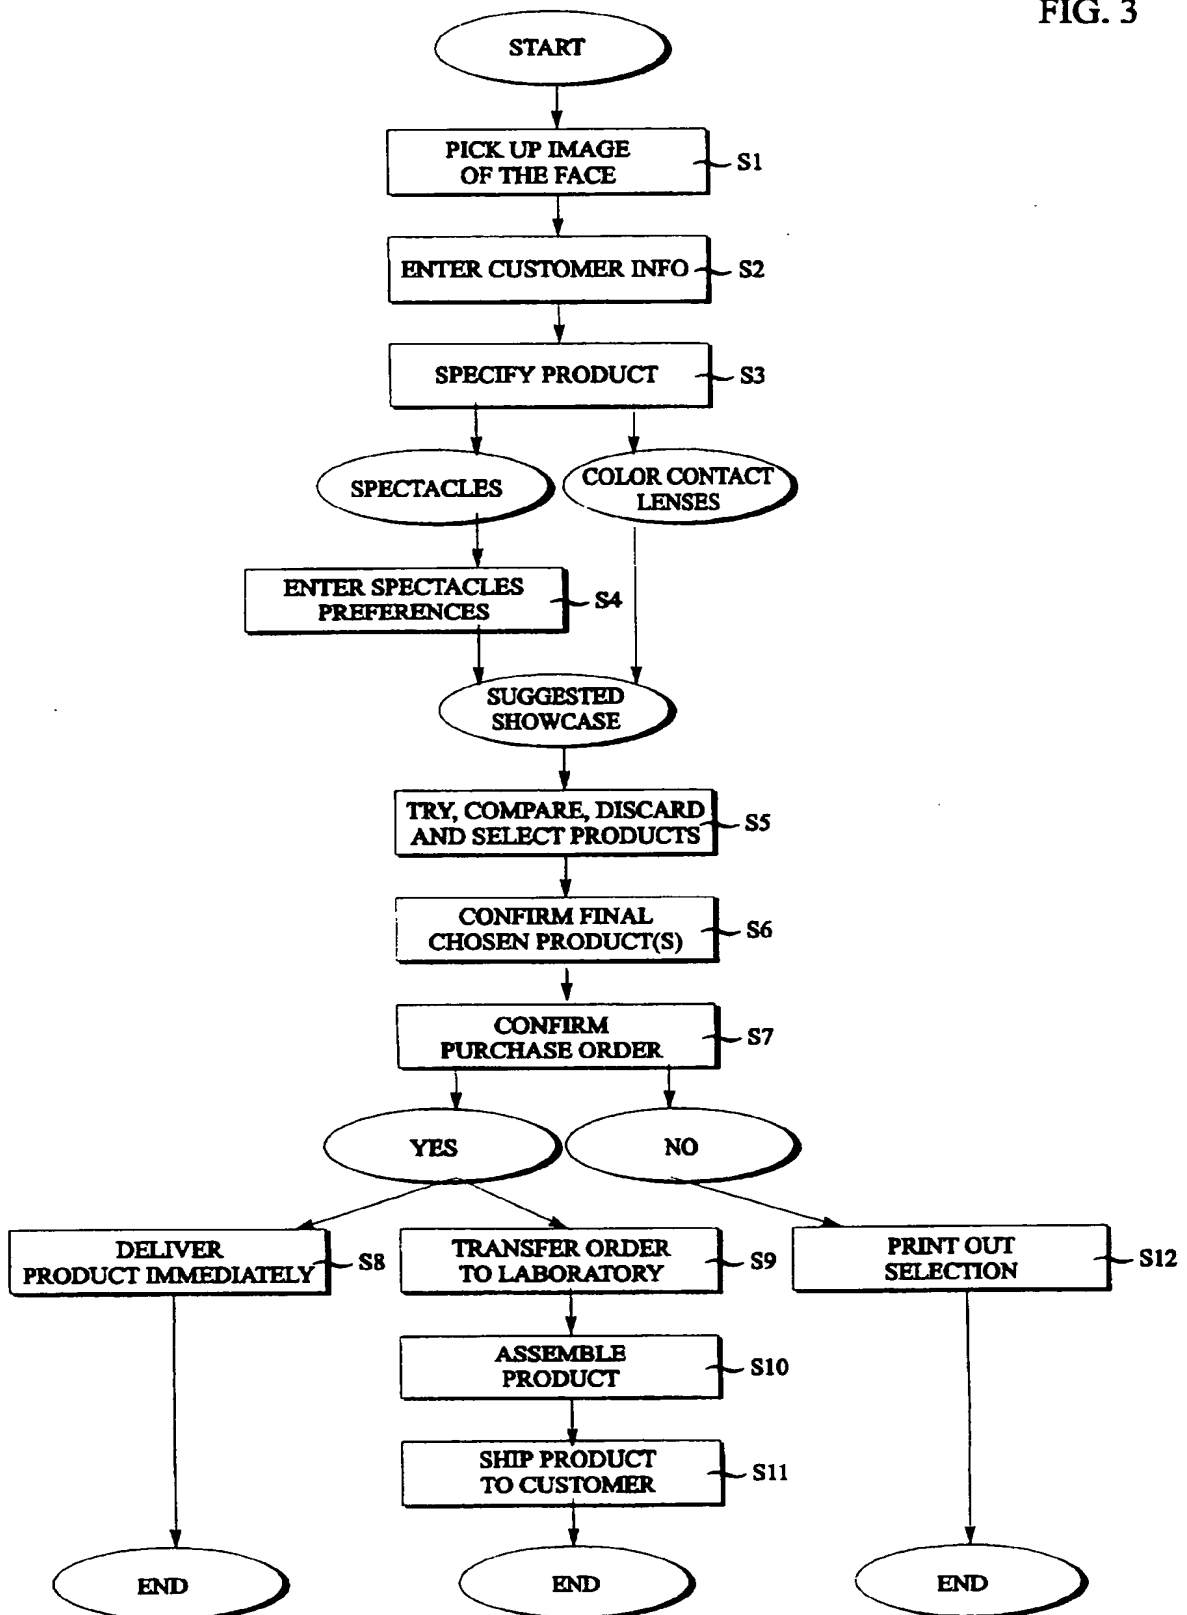 FIG. 3
START
PICK UP IMAGE
OF THE FACE
S1
ENTER CUSTOMER INFO
S2
SPECIFY PRODUCT
S3
SPECTACLES
COLOR CONTACT
LENSES
ENTER SPECTACLES
PREFERENCES
S4
SUGGESTED
SHOWCASE
TRY, COMPARE, DISCARD
AND SELECT PRODUCTS
S5
CONFIRM FINAL
CHOSEN PRODUCT(S)
S6
CONFIRM
PURCHASE ORDER
S7
YES
NO
DELIVER
PRODUCT IMMEDIATELY
S8
TRANSFER ORDER
TO LABORATORY
S9
PRINT OUT
SELECTION
S12
ASSEMBLE
PRODUCT
S10
SHIP PRODUCT
TO CUSTOMER
S11
END
END
END